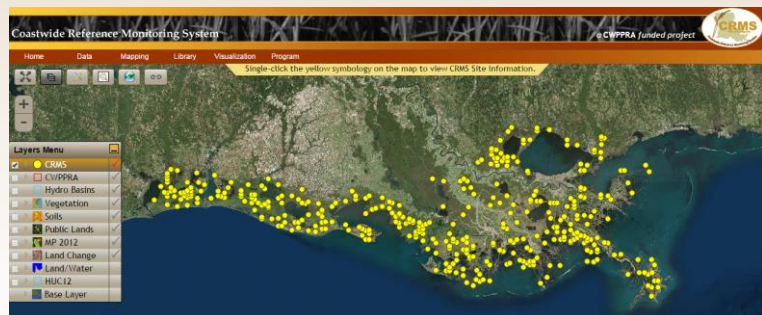 Coastwide Reference Monitoring System
a CWPPRA funded project
CRMS
Home Data Mapping Library Visualization Program
Single-click the yellow symbology on the map to view CRMS Site information.
+
−
Layers Menu
CRMS
CWPPRA
Hydro Basins
Vegetation
Soils
Public Lands
MP 2012
Land Change
Land/Water
HUC12
Base Layer